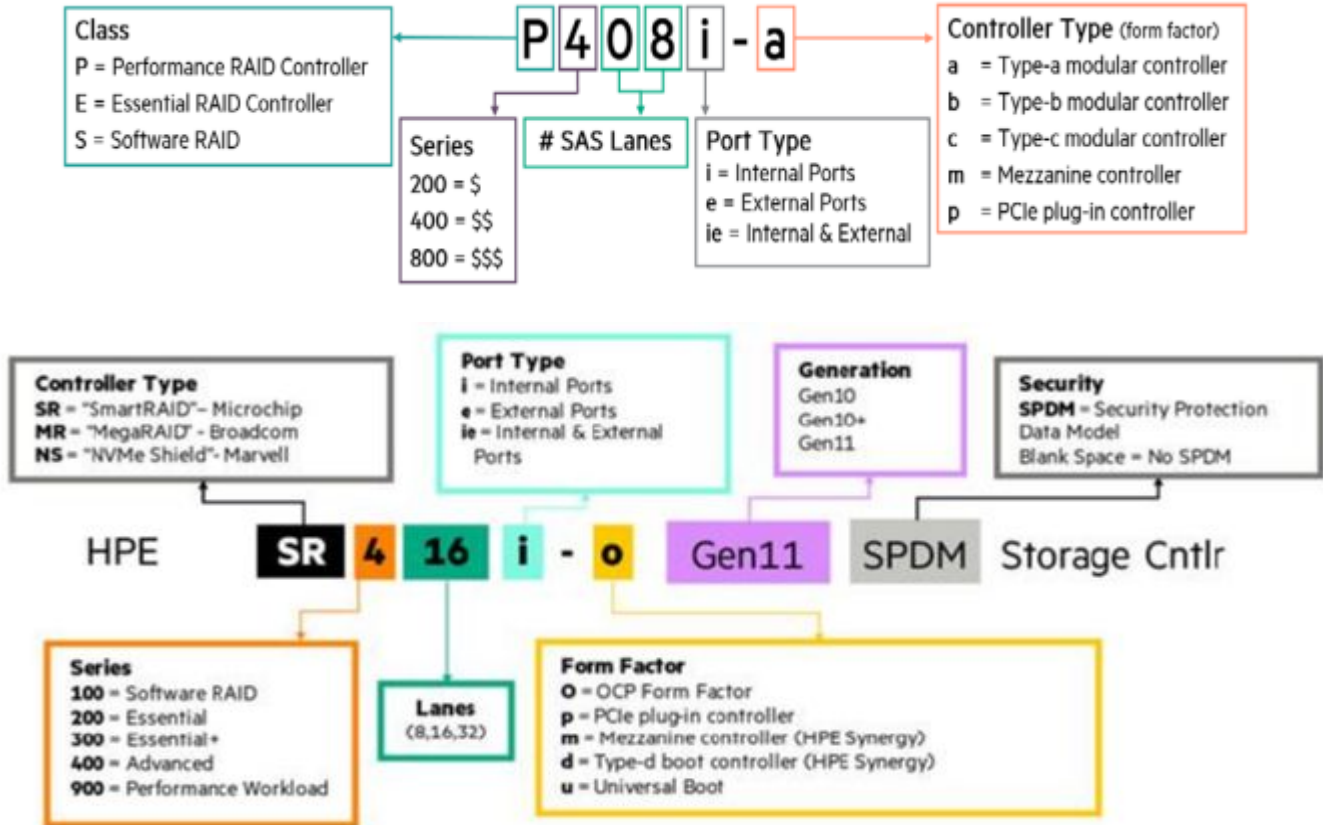 P408i-a
Class
P = Performance RAID Controller
E = Essential RAID Controller
S = Software RAID
Series
200 = $
400 = $$
800 = $$$
# SAS Lanes
Port Type
i = Internal Ports
e = External Ports
ie = Internal & External
Controller Type (form factor)
a = Type-a modular controller
b = Type-b modular controller
c = Type-c modular controller
m = Mezzanine controller
p = PCIe plug-in controller
Controller Type
SR = "SmartRAID"– Microchip
MR = "MegaRAID" - Broadcom
NS = "NVMe Shield"- Marvell
Port Type
i = Internal Ports
e = External Ports
ie = Internal & External
Ports
Generation
Gen10
Gen10+
Gen11
Security
SPDM = Security Protection
Data Model
Blank Space = No SPDM
HPE SR 4 16 i - o Gen11 SPDM Storage Cntlr
Series
100 = Software RAID
200 = Essential
300 = Essential+
400 = Advanced
900 = Performance Workload
Lanes
(8,16,32)
Form Factor
O = OCP Form Factor
p = PCIe plug-in controller
m = Mezzanine controller (HPE Synergy)
d = Type-d boot controller (HPE Synergy)
u = Universal Boot